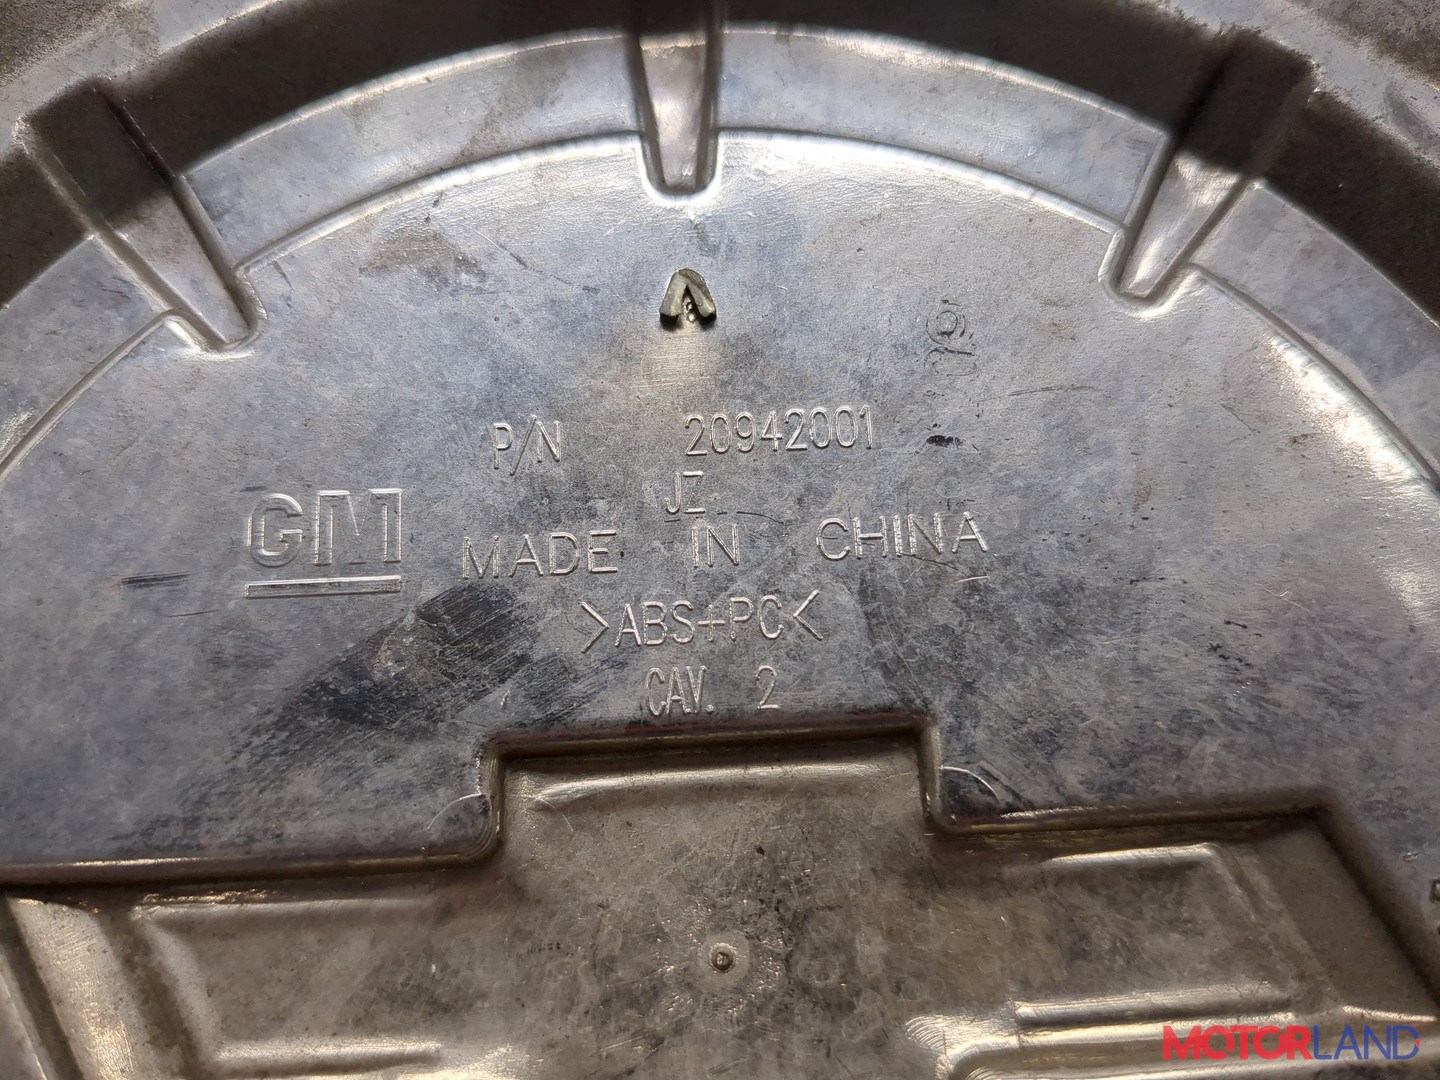 P/N 20942001
JZ
GM
MADE IN CHINA
>ABS+PC<
CAV. 2
MOTORLAND